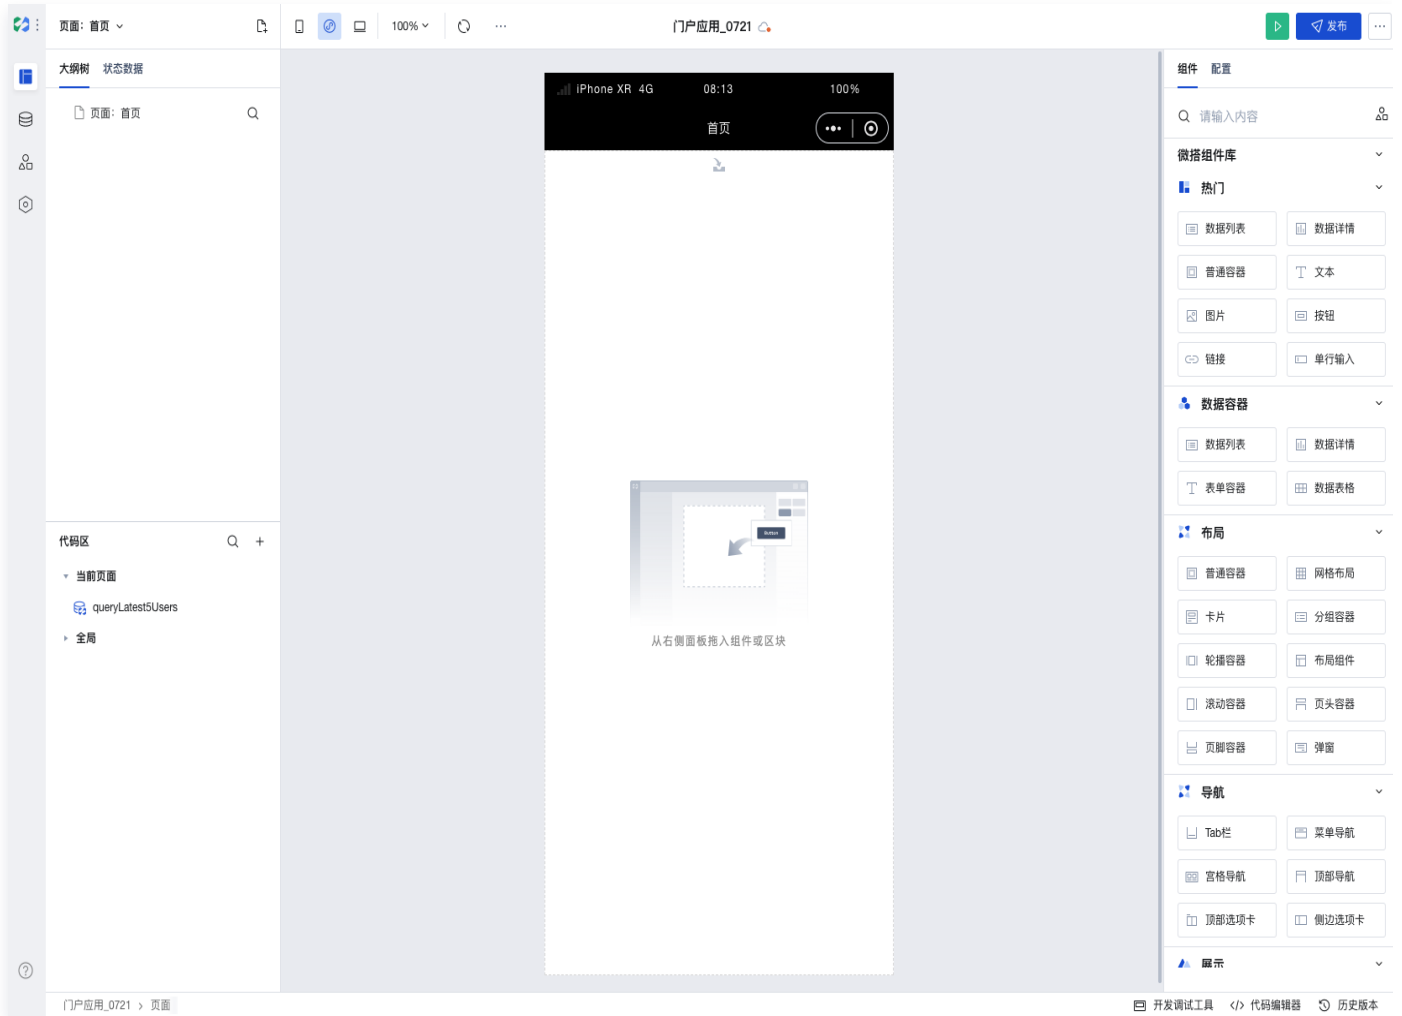 页面：首页
100%
门户应用_0721
发布
大纲树 状态数据
页面：首页
代码区
当前页面
queryLatest5Users
全局
iPhone XR 4G 08:13 100%
首页
Button
从右侧面板拖入组件或区块
组件 配置
请输入内容
微搭组件库
热门
数据列表 数据详情
普通容器 文本
图片 按钮
链接 单行输入
数据容器
数据列表 数据详情
表单容器 数据表格
布局
普通容器 网格布局
卡片 分组容器
轮播容器 布局组件
滚动容器 页头容器
页脚容器 弹窗
导航
Tab栏 菜单导航
宫格导航 顶部导航
顶部选项卡 侧边选项卡
展示
门户应用_0721 > 页面
开发调试工具 </> 代码编辑器 历史版本